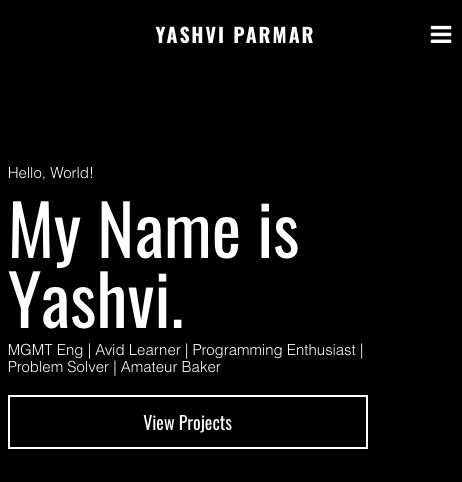 YASHVI PARMAR
Hello, World!
My Name is
Yashvi.
MGMT Eng | Avid Learner | Programming Enthusiast |
Problem Solver | Amateur Baker
View Projects